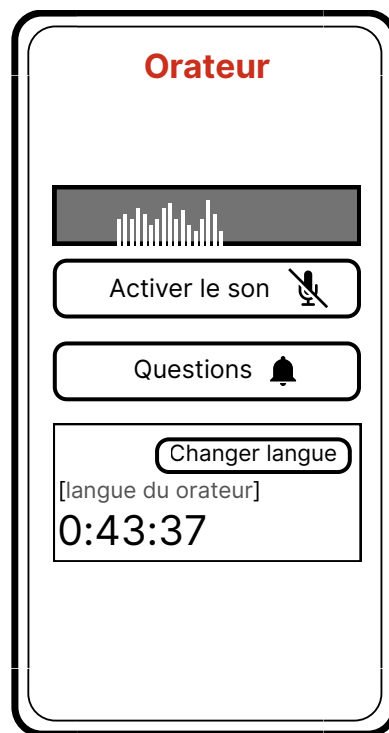 Orateur
Activer le son
Questions
Changer langue
[langue du orateur]
0:43:37